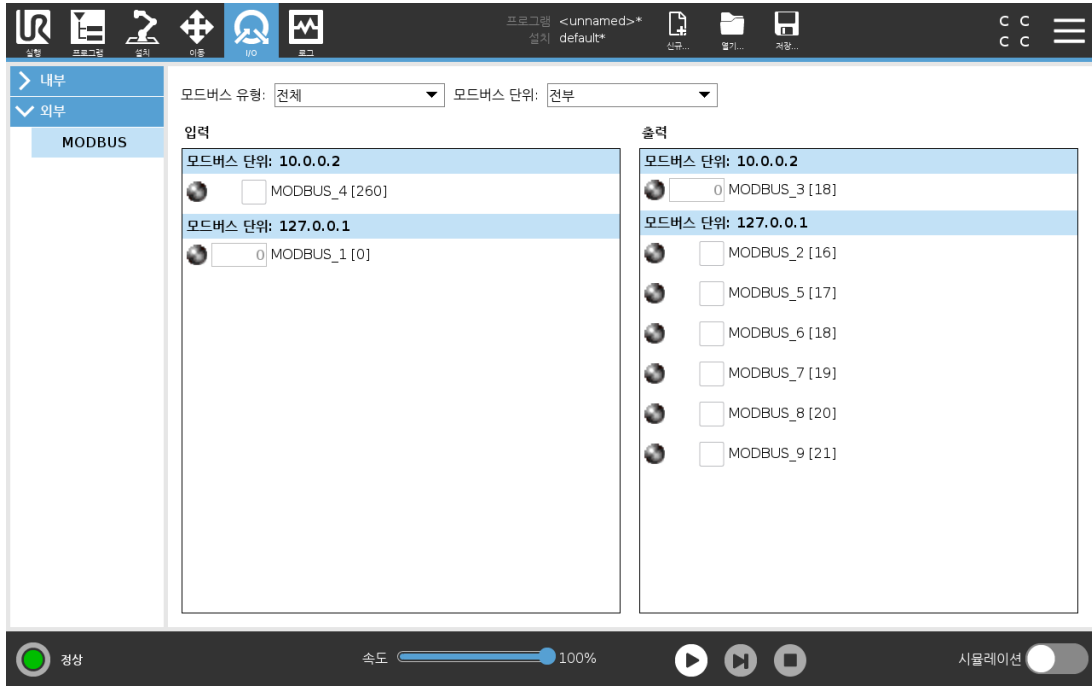 UR
프로그램 <unnamed>*
설치 default*
C C
C C
실행 프로그램 설치 이동 I/O 로그 신규... 열기... 저장...
내부
외부
MODBUS
모드버스 유형: 전체 모드버스 단위: 전부
입력
모드버스 단위: 10.0.0.2
MODBUS_4 [260]
모드버스 단위: 127.0.0.1
0 MODBUS_1 [0]
출력
모드버스 단위: 10.0.0.2
0 MODBUS_3 [18]
모드버스 단위: 127.0.0.1
MODBUS_2 [16]
MODBUS_5 [17]
MODBUS_6 [18]
MODBUS_7 [19]
MODBUS_8 [20]
MODBUS_9 [21]
정상 속도 100% 시뮬레이션